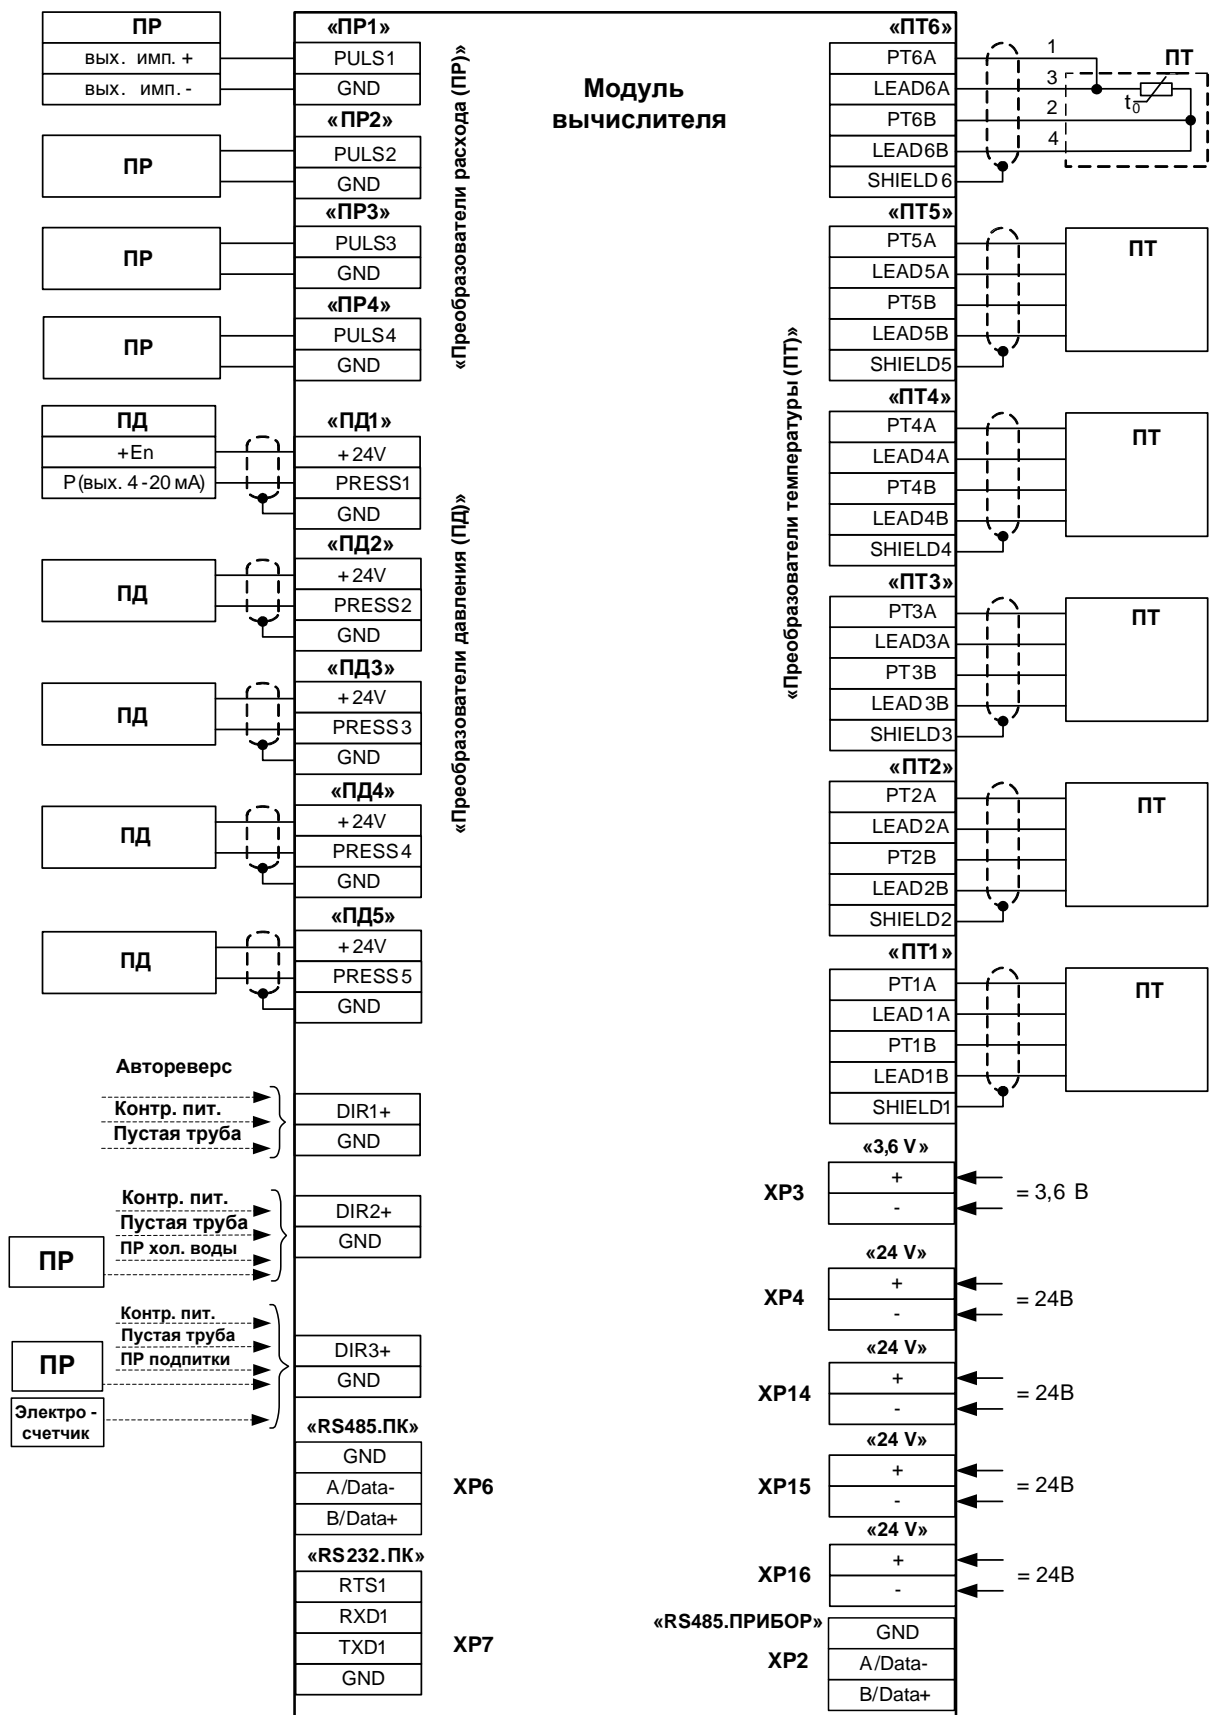 Модуль
вычислителя
ПР
вых. имп. +
вых. имп. -
«ПР1»
PULS1
GND
«ПР2»
ПР
PULS2
GND
«ПР3»
ПР
PULS3
GND
«ПР4»
ПР
PULS4
GND
«Преобразователи расхода (ПР)»
ПД
+En
P(вых. 4-20 мА)
«ПД1»
+24V
PRESS1
GND
«ПД2»
ПД
+24V
PRESS2
GND
«ПД3»
ПД
+24V
PRESS3
GND
«ПД4»
ПД
+24V
PRESS4
GND
«ПД5»
ПД
+24V
PRESS5
GND
«Преобразователи давления (ПД)»
Автореверс
Контр. пит.
Пустая труба
DIR1+
GND
Контр. пит.
Пустая труба
ПР хол. воды
ПР
DIR2+
GND
Контр. пит.
Пустая труба
ПР подпитки
ПР
Электро-
счетчик
DIR3+
GND
«RS485.ПК»
GND
A/Data-
B/Data+
XP6
«RS232.ПК»
RTS1
RXD1
TXD1
GND
XP7
«ПТ6»
PT6A
LEAD6A
PT6B
LEAD6B
SHIELD6
1
3
2
4
ПТ
t0
«ПТ5»
PT5A
LEAD5A
PT5B
LEAD5B
SHIELD5
ПТ
«ПТ4»
PT4A
LEAD4A
PT4B
LEAD4B
SHIELD4
ПТ
«ПТ3»
PT3A
LEAD3A
PT3B
LEAD3B
SHIELD3
ПТ
«ПТ2»
PT2A
LEAD2A
PT2B
LEAD2B
SHIELD2
ПТ
«ПТ1»
PT1A
LEAD1A
PT1B
LEAD1B
SHIELD1
ПТ
«Преобразователи температуры (ПТ)»
«3,6 V»
XP3
+
-
= 3,6 В
«24 V»
XP4
+
-
= 24В
«24 V»
XP14
+
-
= 24В
«24 V»
XP15
+
-
= 24В
«24 V»
XP16
+
-
= 24В
«RS485.ПРИБОР»
XP2
GND
A/Data-
B/Data+